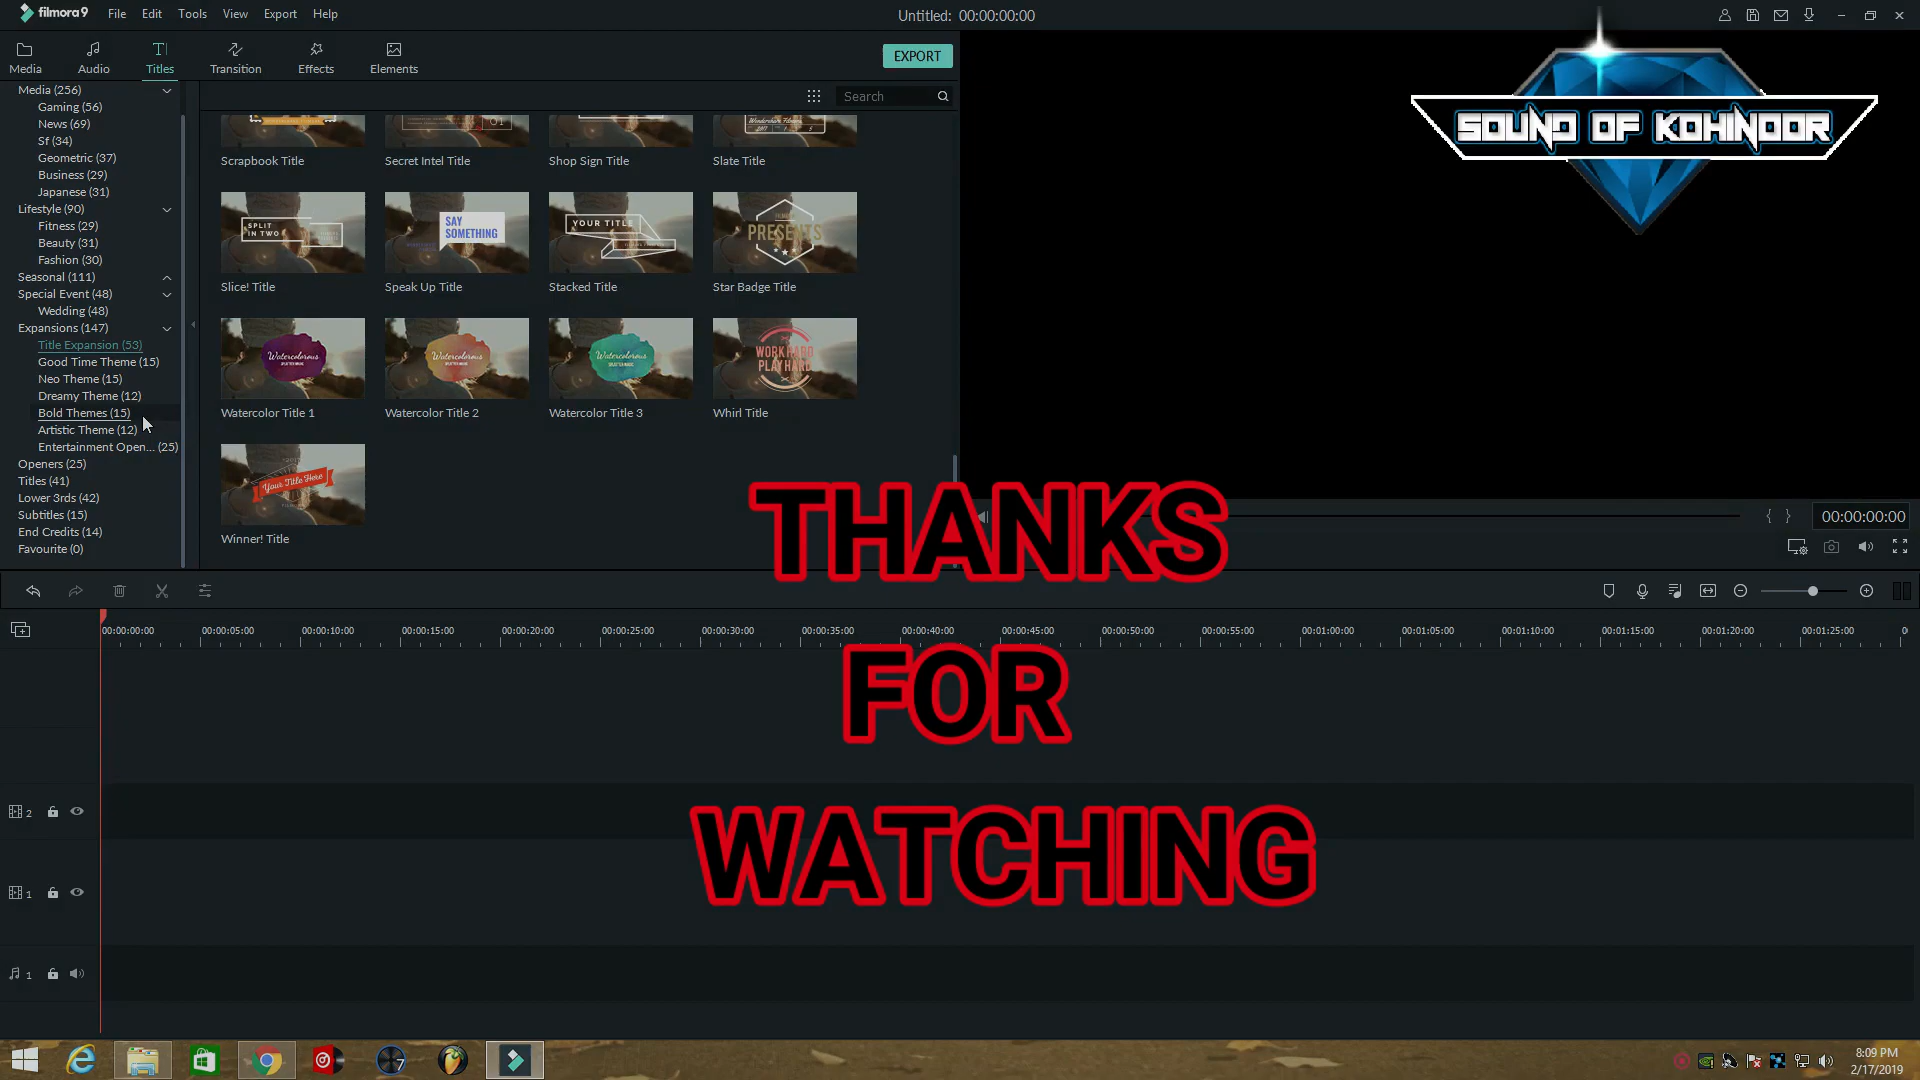 filmora9 File Edit Tools View Export Help
Untitled: 00:00:00:00
Media Audio Titles Transition Effects Elements
EXPORT
Search
SOUND OF KOHINOOR
Media (256)
Gaming (56)
News (69)
Sf (34)
Geometric (37)
Business (29)
Japanese (31)
Lifestyle (90)
Fitness (29)
Beauty (31)
Fashion (30)
Seasonal (111)
Special Event (48)
Wedding (48)
Expansions (147)
Title Expansion (53)
Good Time Theme (15)
Neo Theme (15)
Dreamy Theme (12)
Bold Themes (15)
Artistic Theme (12)
Entertainment Open... (25)
Openers (25)
Titles (41)
Lower 3rds (42)
Subtitles (15)
End Credits (14)
Favourite (0)
Scrapbook Title Secret Intel Title Shop Sign Title Slate Title
SPLIT
IN TWO
SAY
SOMETHING
YOUR TITLE
PRESENTS
Slice! Title Speak Up Title Stacked Title Star Badge Title
Watercolorous
Watercolorous
Watercolorous
WORK HARD
PLAY HARD
Watercolor Title 1 Watercolor Title 2 Watercolor Title 3 Whirl Title
Your Title Here
Winner! Title
{ } 00:00:00:00
THANKS
FOR
WATCHING
00:00:00:00 00:00:05:00 00:00:10:00 00:00:15:00 00:00:20:00 00:00:25:00 00:00:30:00 00:00:35:00 00:00:40:00 00:00:45:00 00:00:50:00 00:00:55:00 00:01:00:00 00:01:05:00 00:01:10:00 00:01:15:00 00:01:20:00 00:01:25:00
2
1
1
7
8:09 PM
2/17/2019